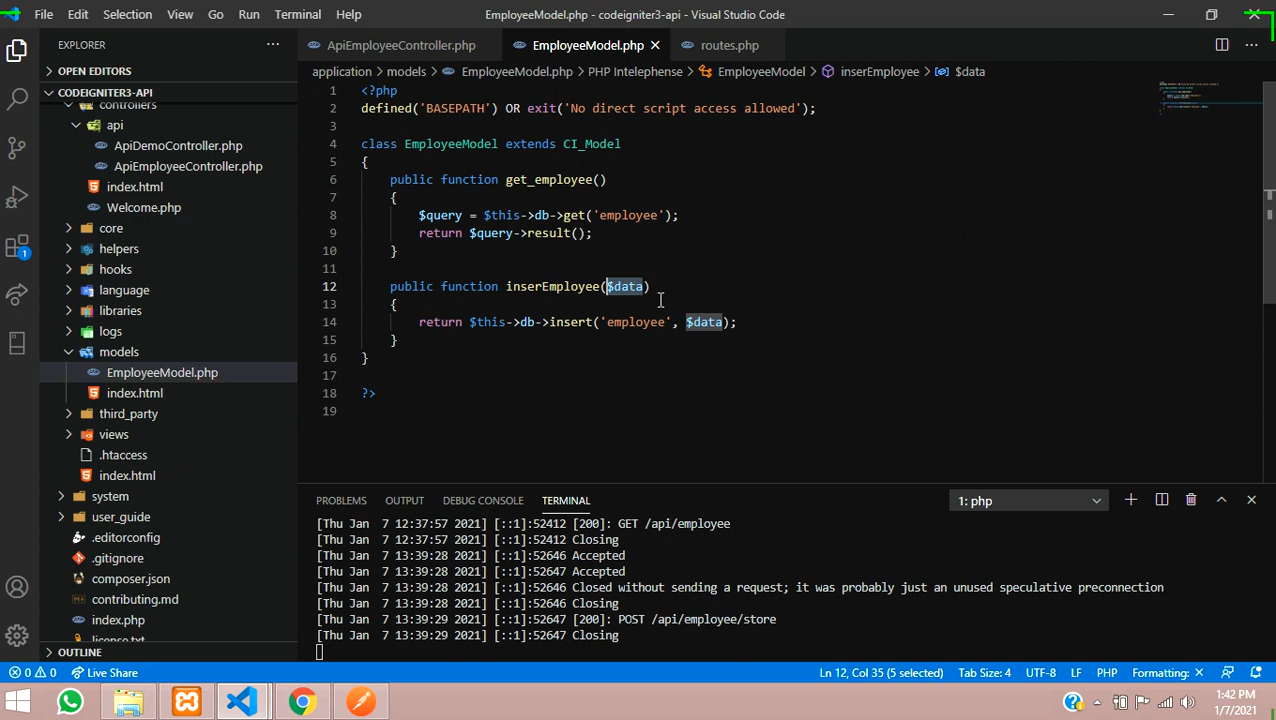 File Edit Selection View Go Run Terminal Help
EmployeeModel.php - codeigniter3-api - Visual Studio Code
EXPLORER
OPEN EDITORS
CODEIGNITER3-API
controllers
api
ApiDemoController.php
ApiEmployeeController.php
index.html
Welcome.php
core
helpers
hooks
language
libraries
logs
models
EmployeeModel.php
index.html
third_party
views
.htaccess
index.html
system
user_guide
.editorconfig
.gitignore
composer.json
contributing.md
index.php
license.txt
OUTLINE
ApiEmployeeController.php EmployeeModel.php routes.php
application > models > EmployeeModel.php > PHP Intelephense > EmployeeModel > inserEmployee > $data
1 <?php
2 defined('BASEPATH') OR exit('No direct script access allowed');
3
4 class EmployeeModel extends CI_Model
5 {
6 public function get_employee()
7 {
8 $query = $this->db->get('employee');
9 return $query->result();
10 }
11
12 public function inserEmployee($data)
13 {
14 return $this->db->insert('employee', $data);
15 }
16 }
17
18 ?>
19
PROBLEMS OUTPUT DEBUG CONSOLE TERMINAL 1: php
[Thu Jan  7 12:37:57 2021] [::1]:52412 [200]: GET /api/employee
[Thu Jan  7 12:37:57 2021] [::1]:52412 Closing
[Thu Jan  7 13:39:28 2021] [::1]:52646 Accepted
[Thu Jan  7 13:39:28 2021] [::1]:52647 Accepted
[Thu Jan  7 13:39:28 2021] [::1]:52646 Closed without sending a request; it was probably just an unused speculative preconnection
[Thu Jan  7 13:39:28 2021] [::1]:52646 Closing
[Thu Jan  7 13:39:29 2021] [::1]:52647 [200]: POST /api/employee/store
[Thu Jan  7 13:39:29 2021] [::1]:52647 Closing
1
0 0 Live Share Ln 12, Col 35 (5 selected) Tab Size: 4 UTF-8 LF PHP Formatting: ×
1:42 PM
1/7/2021